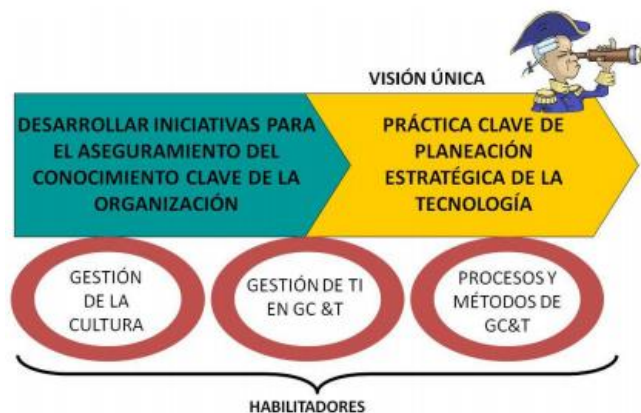 VISIÓN ÚNICA
DESARROLLAR INICIATIVAS PARA
EL ASEGURAMIENTO DEL
CONOCIMIENTO CLAVE DE LA
ORGANIZACIÓN
PRÁCTICA CLAVE DE
PLANEACIÓN
ESTRATÉGICA DE LA
TECNOLOGÍA
GESTIÓN
DE LA
CULTURA
GESTIÓN DE TI
EN GC &T
PROCESOS Y
MÉTODOS DE
GC&T
HABILITADORES